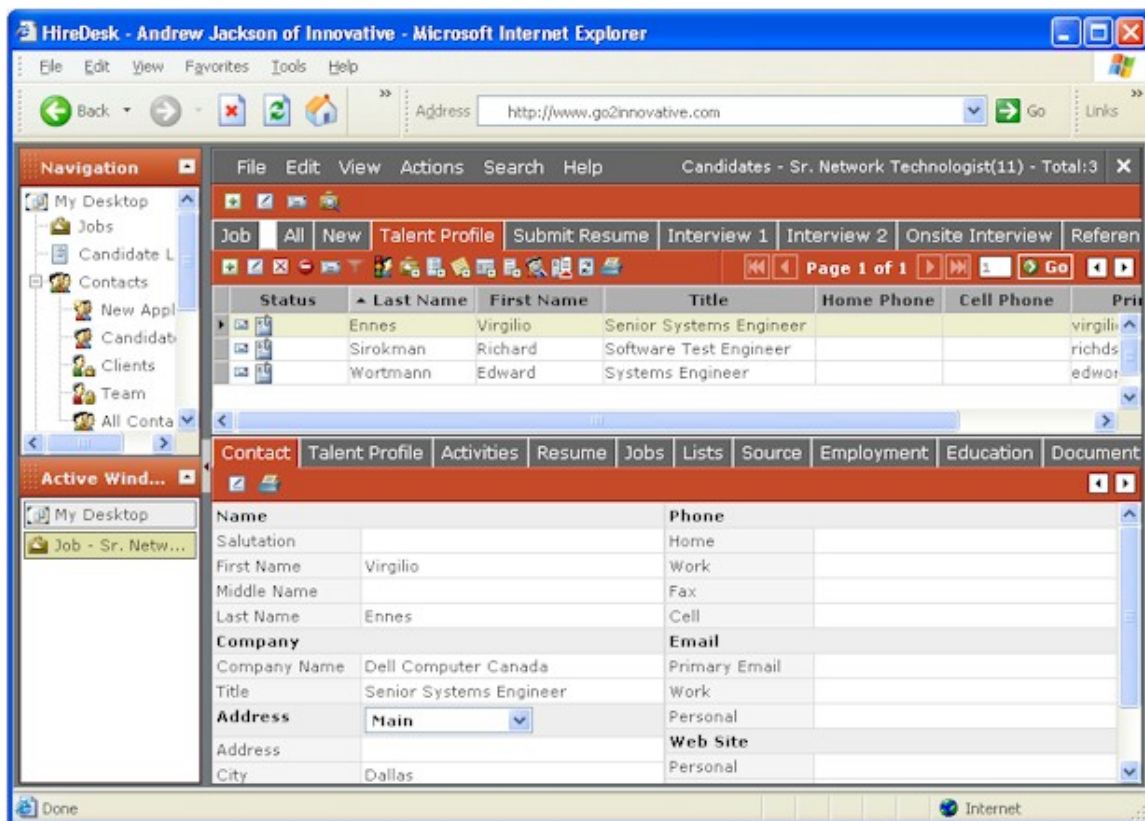 HireDesk - Andrew Jackson of Innovative - Microsoft Internet Explorer
File Edit View Favorites Tools Help
Back Address http://www.go2innovative.com Go Links
Navigation
My Desktop
Jobs
Candidate L
Contacts
New Appl
Candidat
Clients
Team
All Conta
Active Wind...
My Desktop
Job - Sr. Netw...
File Edit View Actions Search Help Candidates - Sr. Network Technologist(11) - Total:3
Job All New Talent Profile Submit Resume Interview 1 Interview 2 Onsite Interview Referen
Page 1 of 1 1 Go
Status Last Name First Name Title Home Phone Cell Phone Pri
Ennes Virgilio Senior Systems Engineer virgili
Sirokman Richard Software Test Engineer richds
Wortmann Edward Systems Engineer edwor
Contact Talent Profile Activities Resume Jobs Lists Source Employment Education Document
Name Phone
Salutation Home
First Name Virgilio Work
Middle Name Fax
Last Name Ennes Cell
Company Email
Company Name Dell Computer Canada Primary Email
Title Senior Systems Engineer Work
Address Main Personal
Web Site
Address Personal
City Dallas
Done Internet